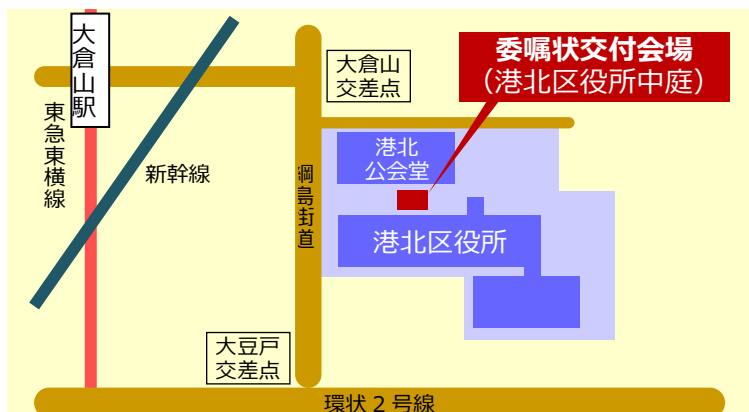 大倉山駅
東急東横線
新幹線
大倉山
交差点
綱島街道
委嘱状交付会場
（港北区役所中庭）
港北
公会堂
港北区役所
大豆戸
交差点
環状２号線